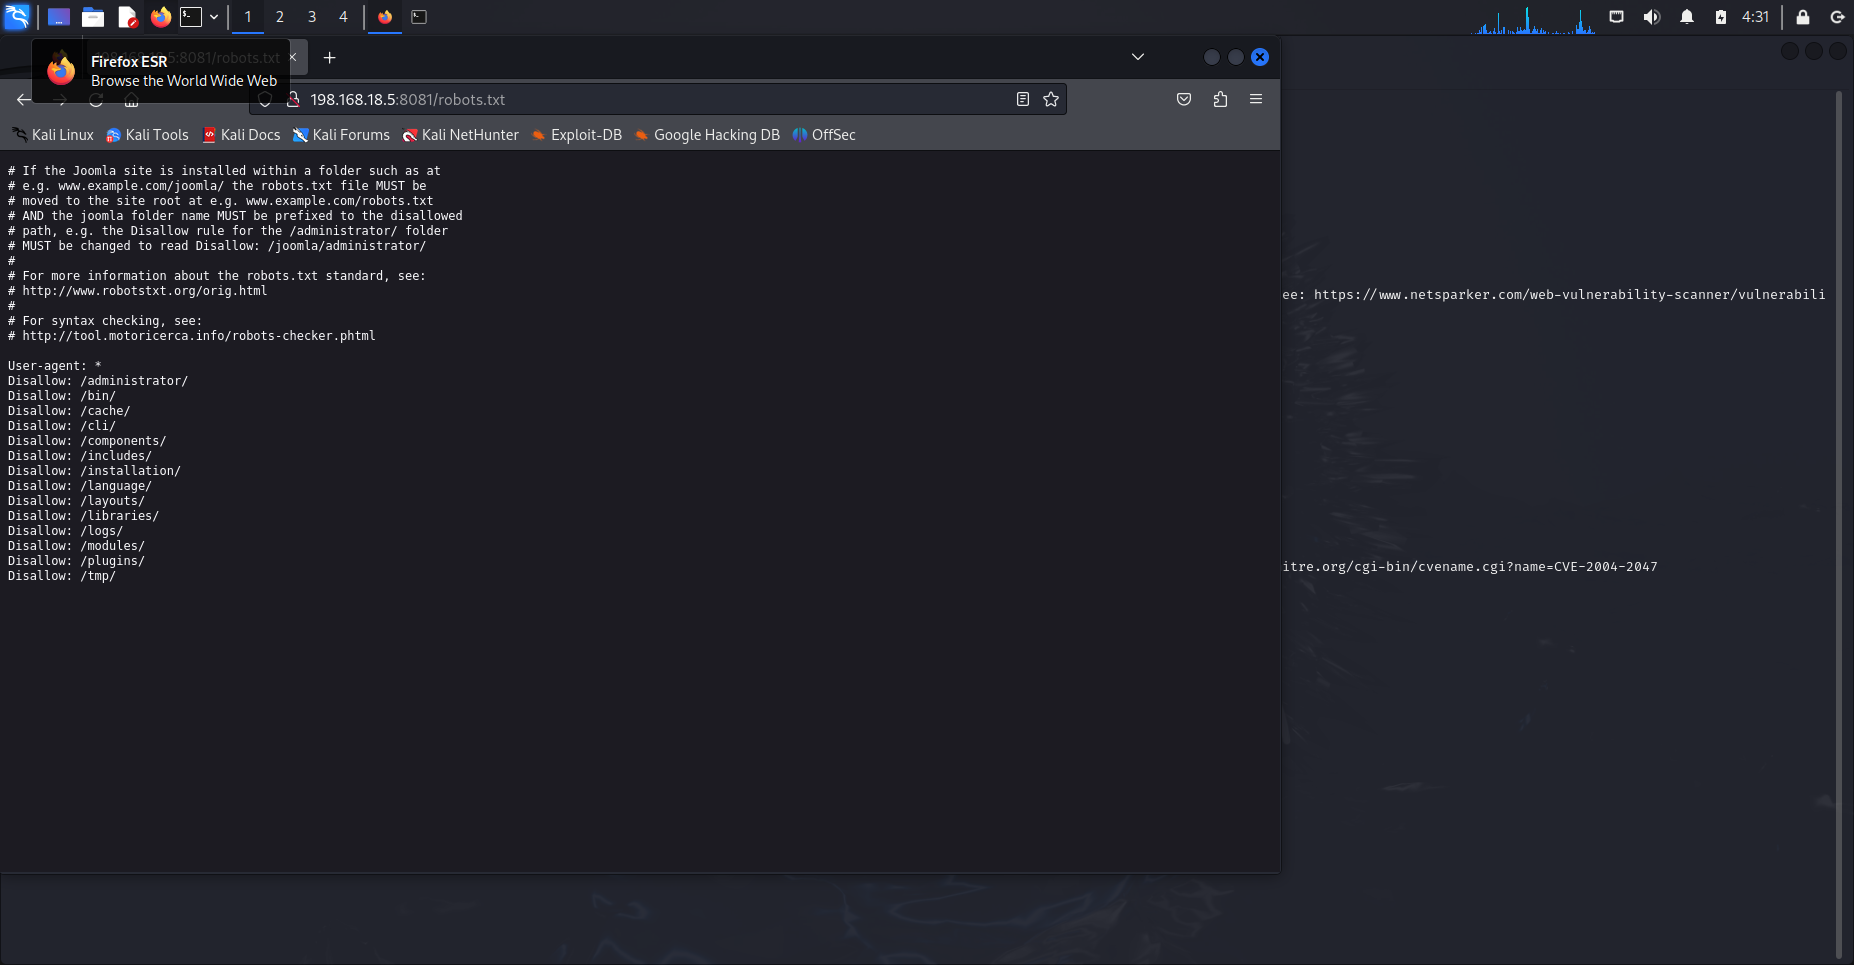 1 2 3 4
4:31
198.168.18.5:8081/robots.txt
Firefox ESR
Browse the World Wide Web
198.168.18.5:8081/robots.txt
Kali Linux Kali Tools Kali Docs Kali Forums Kali NetHunter Exploit-DB Google Hacking DB OffSec
# If the Joomla site is installed within a folder such as at
# e.g. www.example.com/joomla/ the robots.txt file MUST be
# moved to the site root at e.g. www.example.com/robots.txt
# AND the joomla folder name MUST be prefixed to the disallowed
# path, e.g. the Disallow rule for the /administrator/ folder
# MUST be changed to read Disallow: /joomla/administrator/
#
# For more information about the robots.txt standard, see:
# http://www.robotstxt.org/orig.html
#
# For syntax checking, see:
# http://tool.motoricerca.info/robots-checker.phtml
User-agent: *
Disallow: /administrator/
Disallow: /bin/
Disallow: /cache/
Disallow: /cli/
Disallow: /components/
Disallow: /includes/
Disallow: /installation/
Disallow: /language/
Disallow: /layouts/
Disallow: /libraries/
Disallow: /logs/
Disallow: /modules/
Disallow: /plugins/
Disallow: /tmp/
ee: https://www.netsparker.com/web-vulnerability-scanner/vulnerabili
itre.org/cgi-bin/cvename.cgi?name=CVE-2004-2047